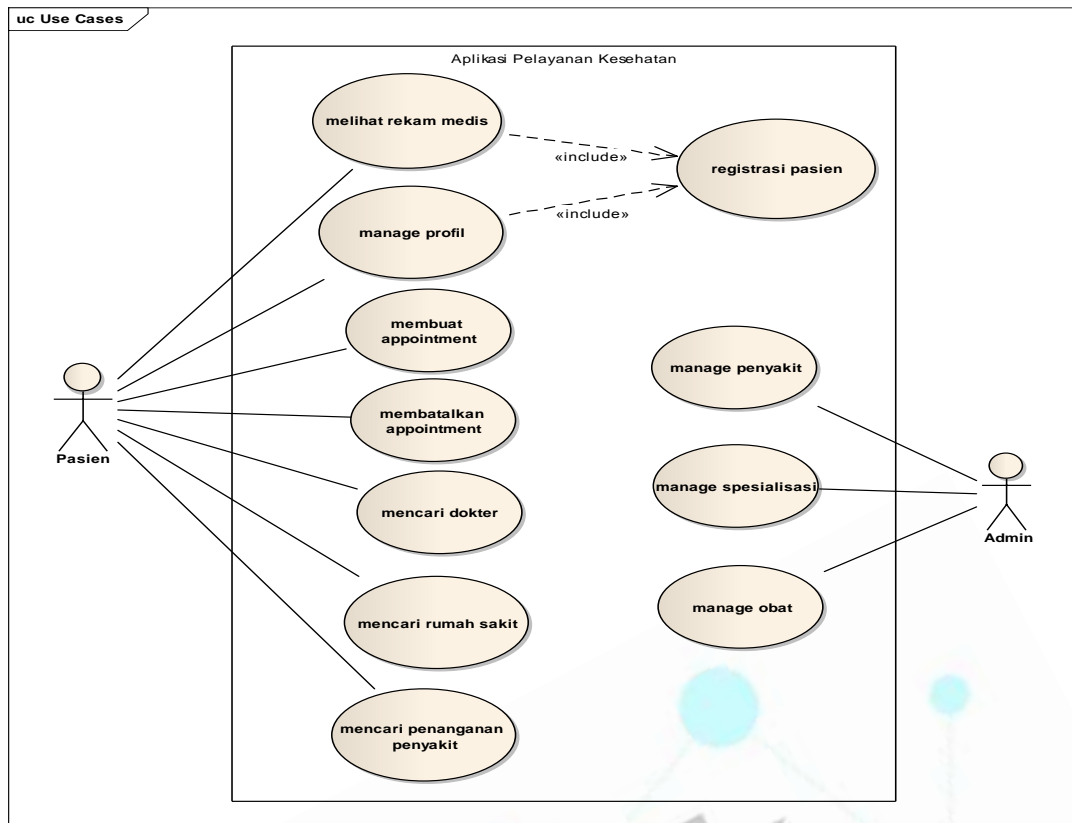 uc Use Cases
Aplikasi Pelayanan Kesehatan
melihat rekam medis
«include»
registrasi pasien
manage profil
«include»
membuat
appointment
manage penyakit
membatalkan
appointment
Pasien
manage spesialisasi
mencari dokter
Admin
mencari rumah sakit
manage obat
mencari penanganan
penyakit